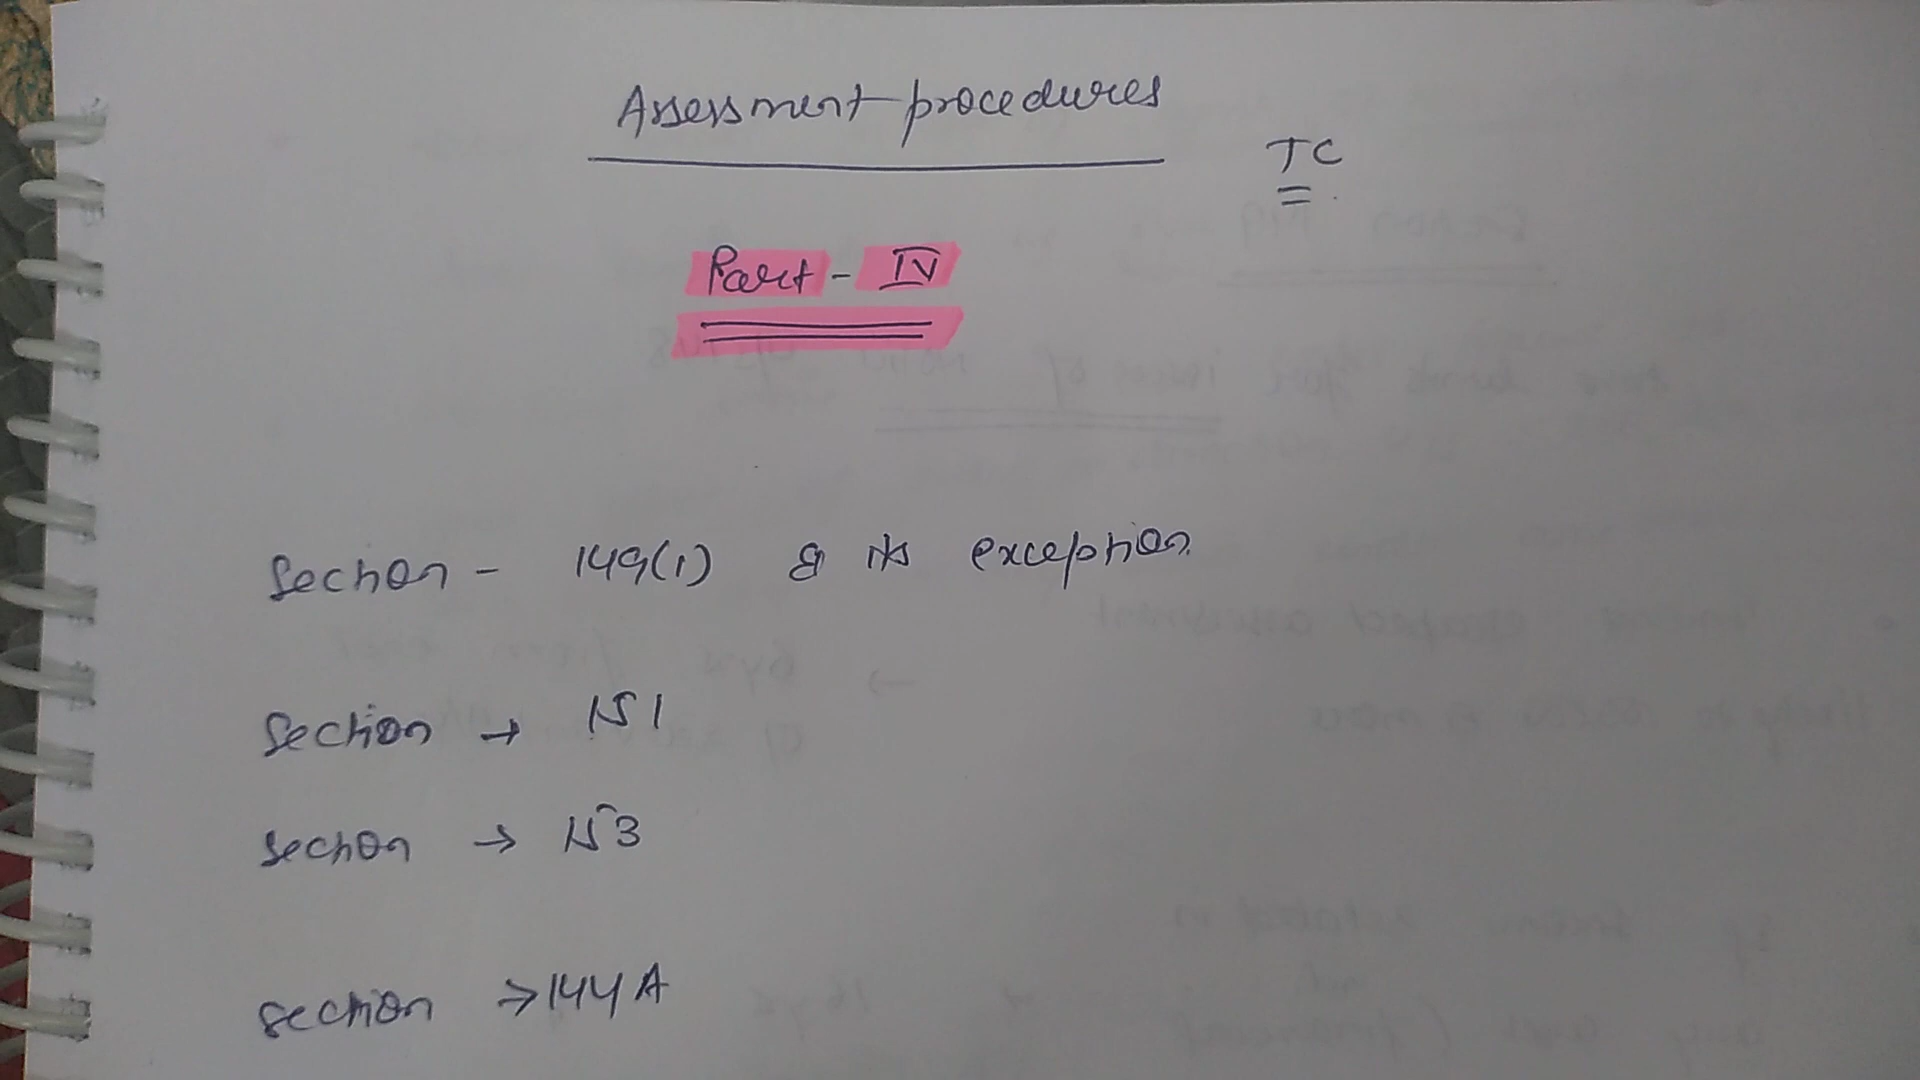 Assessment procedures
TC
Part - IV
Section - 149(1) & its exception
Section → 151
Section → 153
Section → 144A